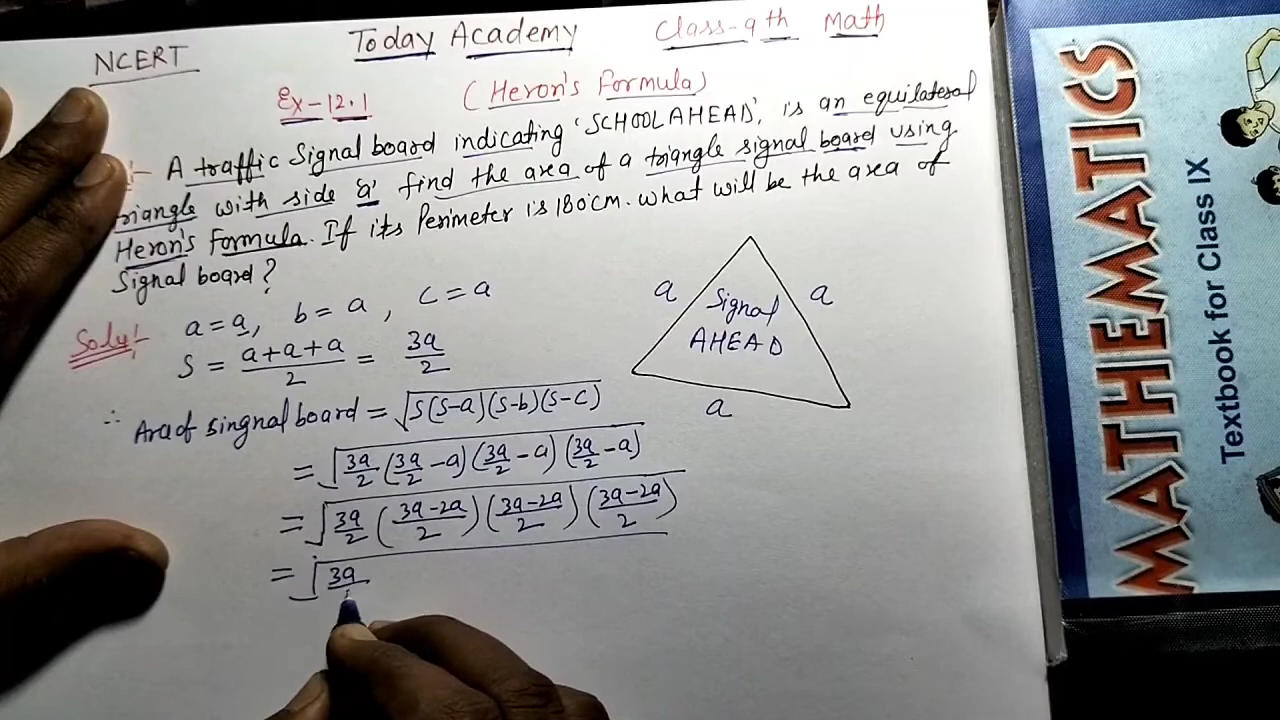 NCERT Today Academy Class-9th Math
Ex-12.1 (Heron's Formula)
:- A traffic Signal board indicating 'SCHOOL AHEAD', is an equilateral
triangle with side 'a' find the area of a triangle signal board using
Heron's Formula. If its Perimeter is 180cm. what will be the area of
Signal board?
Solu:- a = a, b = a, c = a
S = a+a+a/2 = 3a/2
∴ Area of singnal board = √S(S-a)(S-b)(S-c)
= √3a/2 (3a/2 -a) (3a/2 -a) (3a/2 -a)
= √3a/2 (3a-2a/2) (3a-2a/2) (3a-2a/2)
= √3a
a
a
Signal
AHEAD
a
MATHEMATICS
Textbook for Class IX